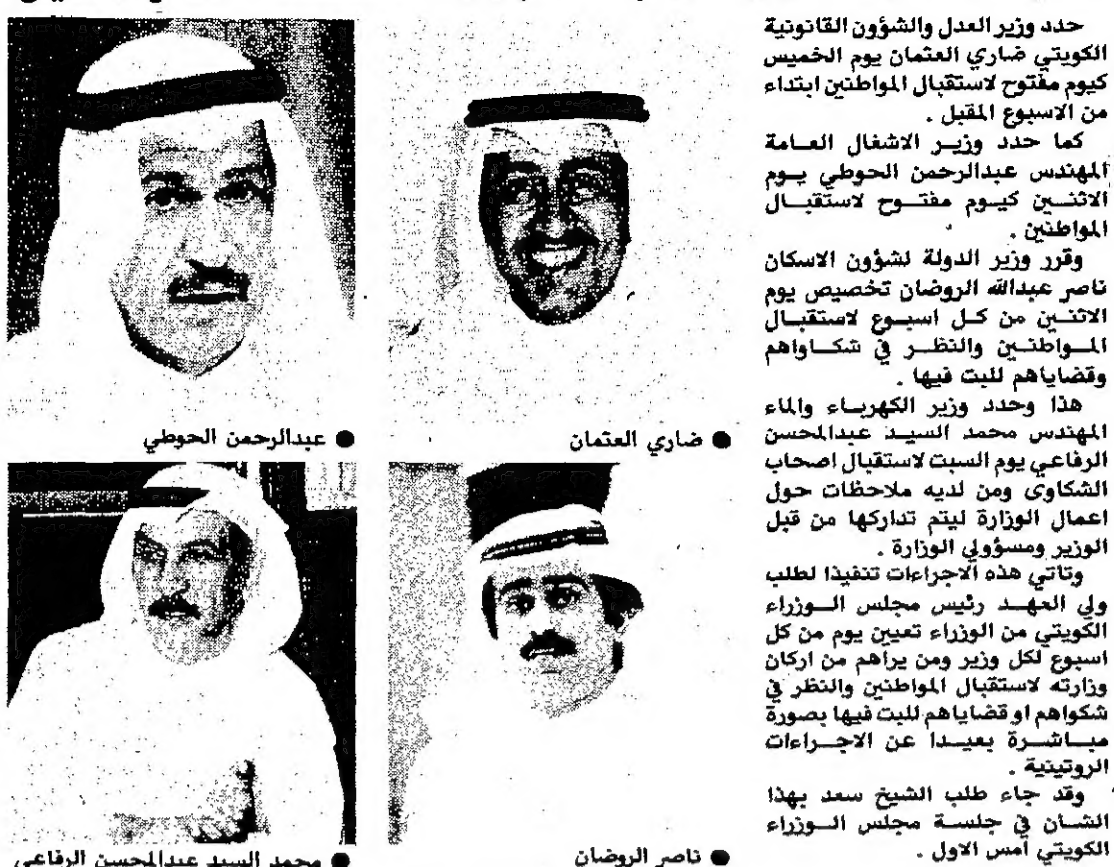 حدد وزير العدل والشؤون القانونية
الكويتي ضاري العثمان يوم الخميس
كيوم مفتوح لاستقبال المواطنين ابتداء
من الاسبوع المقبل .
كما حدد وزير الاشغال العامة
المهندس عبدالرحمن الحوطي يوم
الاثنين كيوم مفتوح لاستقبال
المواطنين .
وقرر وزير الدولة لشؤون الاسكان
ناصر عبدالله الروضان تخصيص يوم
الاثنين من كل اسبوع لاستقبال
المواطنين والنظر في شكاواهم
وقضاياهم للبت فيها .
هذا وحدد وزير الكهرباء والماء
المهندس محمد السيد عبدالمحسن
الرفاعي يوم السبت لاستقبال اصحاب
الشكاوى ومن لديه ملاحظات حول
اعمال الوزارة ليتم تداركها من قبل
الوزير ومسؤولي الوزارة .
وتاتي هذه الاجراءات تنفيذا لطلب
ولي العهد رئيس مجلس الوزراء
الكويتي من الوزراء تعيين يوم من كل
اسبوع لكل وزير ومن يراهم من اركان
وزارته لاستقبال المواطنين والنظر في
شكواهم او قضاياهم للبت فيها بصورة
مباشرة بعيدا عن الاجراءات
الروتينية .
وقد جاء طلب الشيخ سعد بهذا
الشان في جلسة مجلس الوزراء
الكويتي امس الاول .
● ضاري العثمان
● عبدالرحمن الحوطي
● ناصر الروضان
● محمد السيد عبدالمحسن الرفاعي